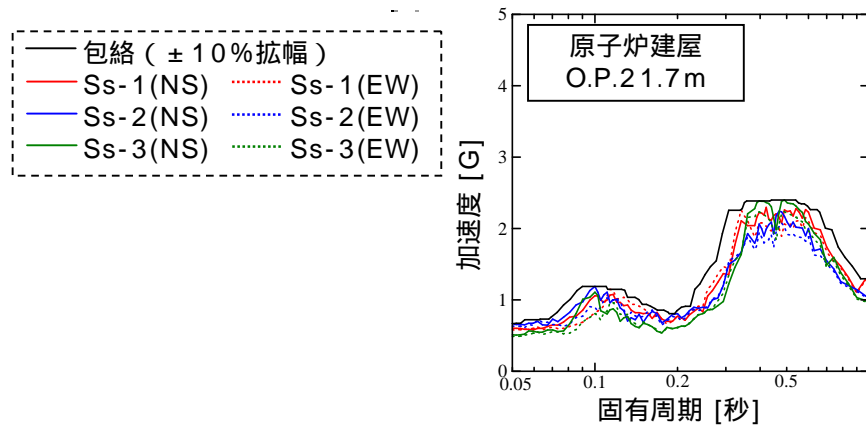 包絡（±10%拡幅）
Ss-1(NS) Ss-1(EW)
Ss-2(NS) Ss-2(EW)
Ss-3(NS) Ss-3(EW)
原子炉建屋
O.P.21.7m
加速度 [G]
5
4
3
2
1
0
0.05 0.1 0.2 0.5
固有周期 [秒]